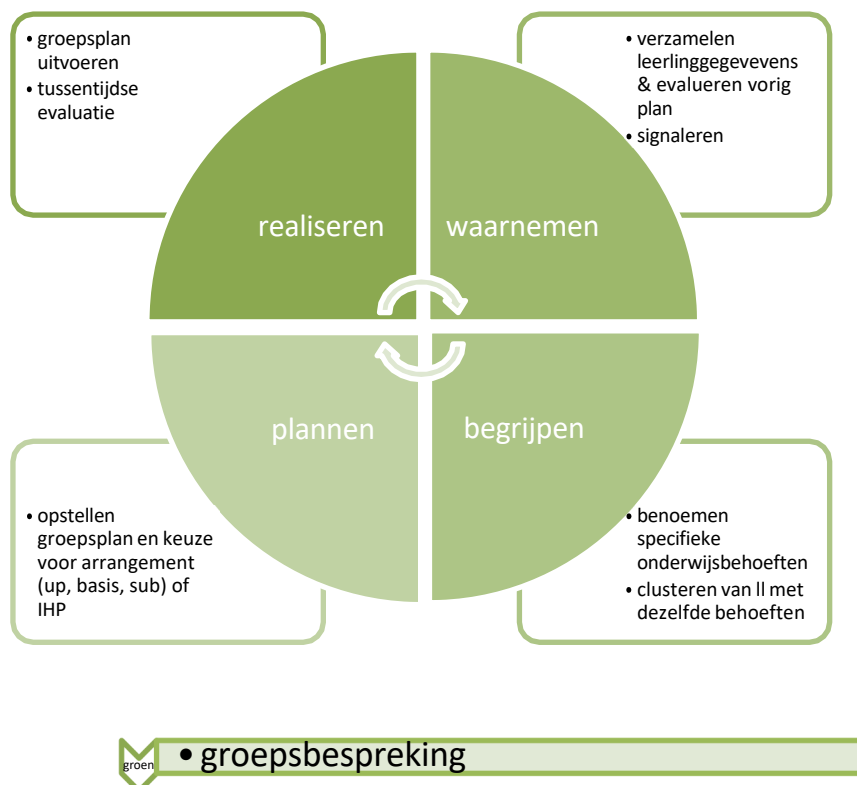 • groepsplan
uitvoeren
• tussentijdse
evaluatie
• verzamelen
leerlinggegevevens
& evalueren vorig
plan
• signaleren
realiseren
waarnemen
plannen
begrijpen
• opstellen
groepsplan en keuze
voor arrangement
(up, basis, sub) of
IHP
• benoemen
specifieke
onderwijsbehoeften
• clusteren van ll met
dezelfde behoeften
groen
• groepsbespreking